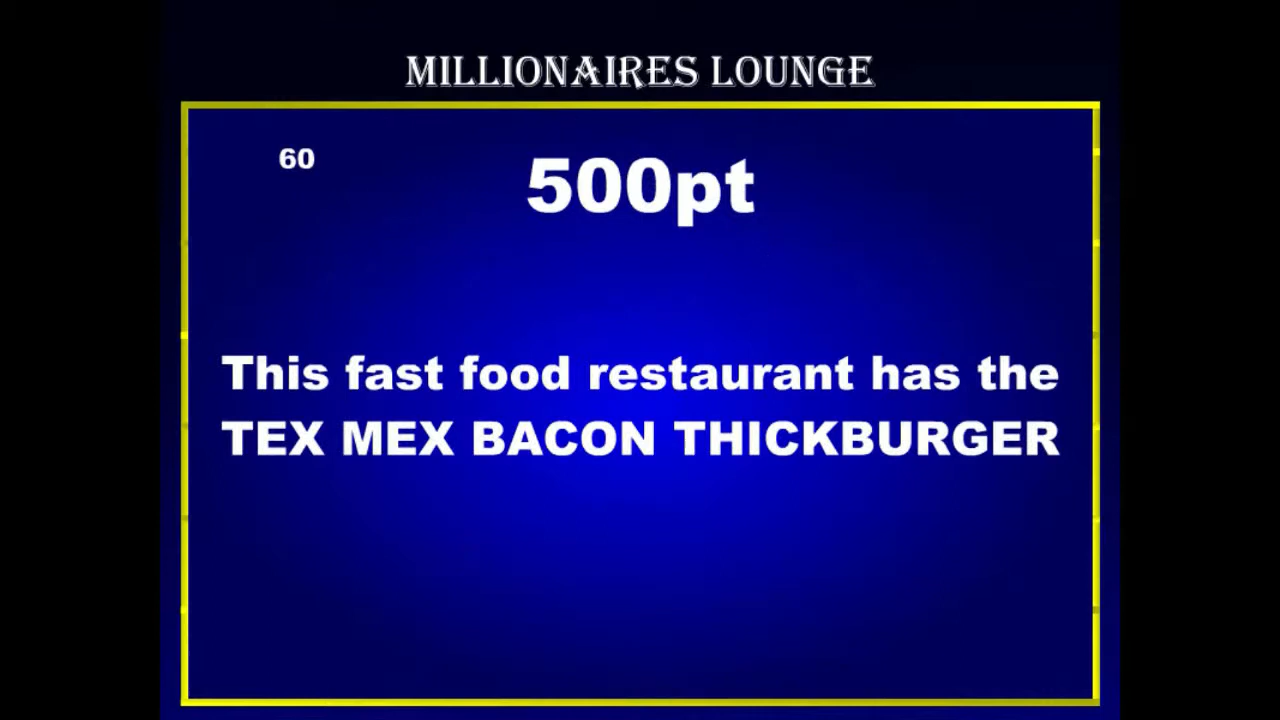 MILLIONAIRES LOUNGE
60
500pt
This fast food restaurant has the
TEX MEX BACON THICKBURGER